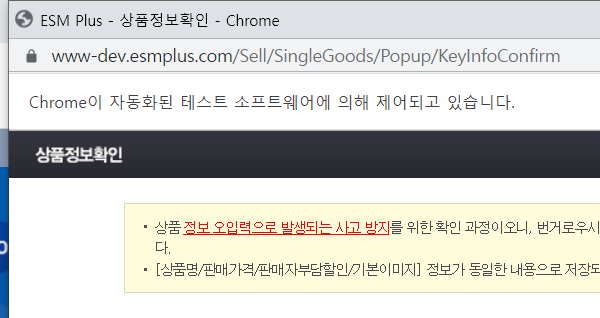 ESM Plus - 상품정보확인 - Chrome
www-dev.esmplus.com/Sell/SingleGoods/Popup/KeyInfoConfirm
Chrome이 자동화된 테스트 소프트웨어에 의해 제어되고 있습니다.
상품정보확인
• 상품 정보 오입력으로 발생되는 사고 방지를 위한 확인 과정이오니, 번거로우시
다.
• [상품명/판매가격/판매자부담할인/기본이미지] 정보가 동일한 내용으로 저장되